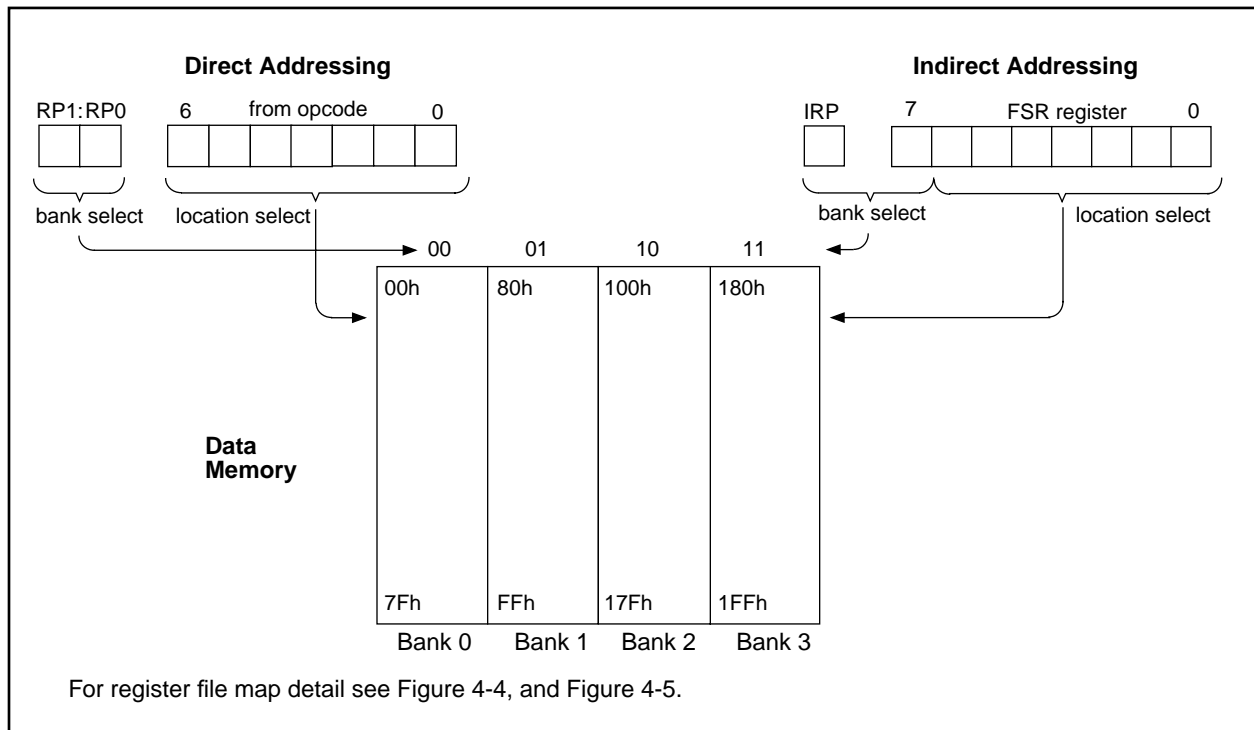 Direct Addressing
Indirect Addressing
RP1:RP0 6 from opcode 0
IRP 7 FSR register 0
bank select location select
bank select location select
00 01 10 11
00h 80h 100h 180h
Data
Memory
7Fh FFh 17Fh 1FFh
Bank 0 Bank 1 Bank 2 Bank 3
For register file map detail see Figure 4-4, and Figure 4-5.